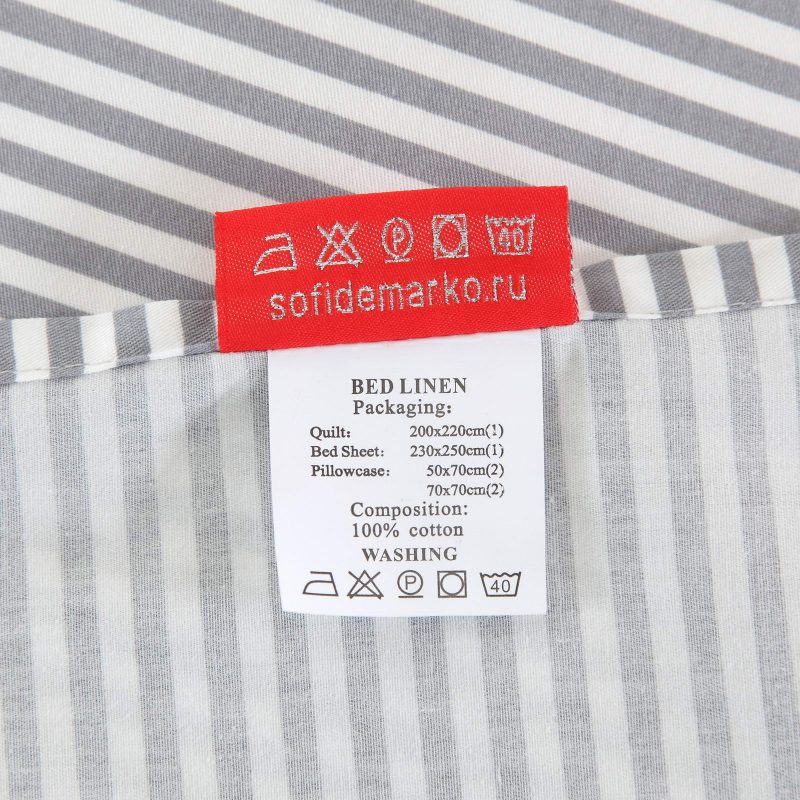 P 40
sofidemarko.ru
BED LINEN
Packaging:
Quilt: 200x220cm(1)
Bed Sheet: 230x250cm(1)
Pillowcase: 50x70cm(2)
70x70cm(2)
Composition:
100% cotton
WASHING
P 40